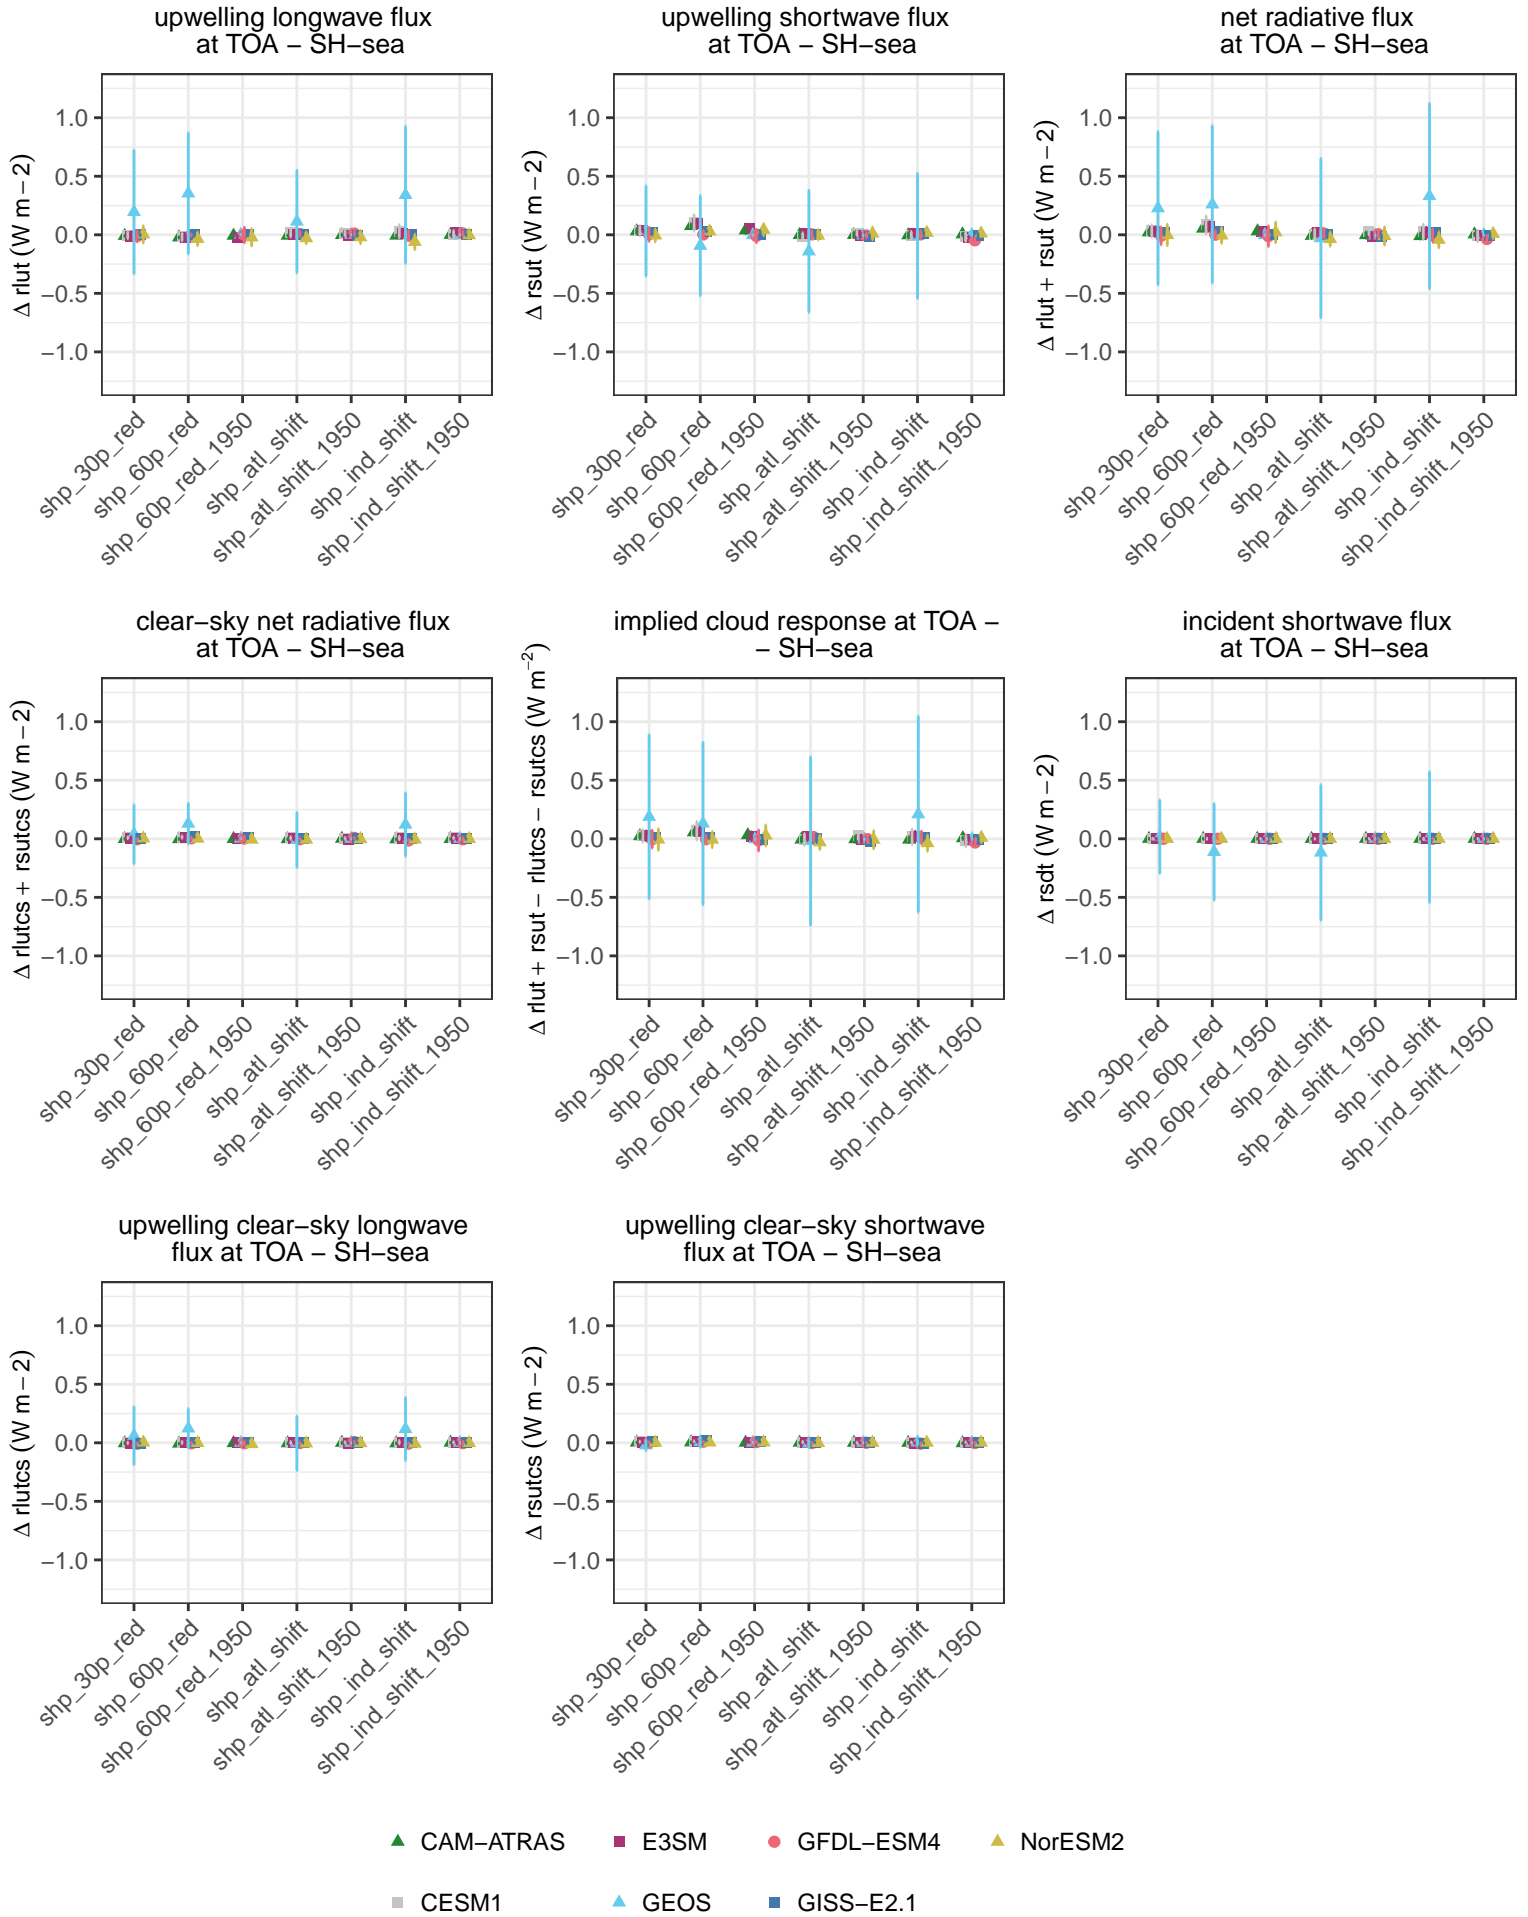 upwelling longwave flux
at TOA – SH–sea
Δ rlut (W m−2)
1.0
0.5
0.0
−0.5
−1.0
shp_30p_red
shp_60p_red
shp_60p_red_1950
shp_atl_shift
shp_atl_shift_1950
shp_ind_shift
shp_ind_shift_1950
upwelling shortwave flux
at TOA – SH–sea
Δ rsut (W m−2)
1.0
0.5
0.0
−0.5
−1.0
shp_30p_red
shp_60p_red
shp_60p_red_1950
shp_atl_shift
shp_atl_shift_1950
shp_ind_shift
shp_ind_shift_1950
net radiative flux
at TOA – SH–sea
Δ rlut + rsut (W m−2)
1.0
0.5
0.0
−0.5
−1.0
shp_30p_red
shp_60p_red
shp_60p_red_1950
shp_atl_shift
shp_atl_shift_1950
shp_ind_shift
shp_ind_shift_1950
clear–sky net radiative flux
at TOA – SH–sea
Δ rlutcs + rsutcs (W m−2)
1.0
0.5
0.0
−0.5
−1.0
shp_30p_red
shp_60p_red
shp_60p_red_1950
shp_atl_shift
shp_atl_shift_1950
shp_ind_shift
shp_ind_shift_1950
implied cloud response at TOA –
– SH–sea
Δ rlut + rsut − rlutcs − rsutcs (W m⁻²)
1.0
0.5
0.0
−0.5
−1.0
shp_30p_red
shp_60p_red
shp_60p_red_1950
shp_atl_shift
shp_atl_shift_1950
shp_ind_shift
shp_ind_shift_1950
incident shortwave flux
at TOA – SH–sea
Δ rsdt (W m−2)
1.0
0.5
0.0
−0.5
−1.0
shp_30p_red
shp_60p_red
shp_60p_red_1950
shp_atl_shift
shp_atl_shift_1950
shp_ind_shift
shp_ind_shift_1950
upwelling clear–sky longwave
flux at TOA – SH–sea
Δ rlutcs (W m−2)
1.0
0.5
0.0
−0.5
−1.0
shp_30p_red
shp_60p_red
shp_60p_red_1950
shp_atl_shift
shp_atl_shift_1950
shp_ind_shift
shp_ind_shift_1950
upwelling clear–sky shortwave
flux at TOA – SH–sea
Δ rsutcs (W m−2)
1.0
0.5
0.0
−0.5
−1.0
shp_30p_red
shp_60p_red
shp_60p_red_1950
shp_atl_shift
shp_atl_shift_1950
shp_ind_shift
shp_ind_shift_1950
CAM–ATRAS E3SM GFDL–ESM4 NorESM2
CESM1 GEOS GISS–E2.1